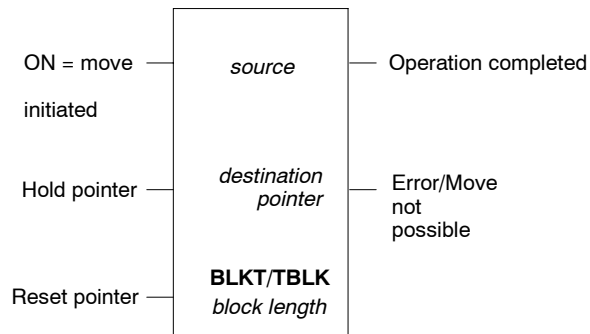 ON = move
source
Operation completed
initiated
Hold pointer
destination
pointer
Error/Move
not
possible
BLKT/TBLK
Reset pointer
block length